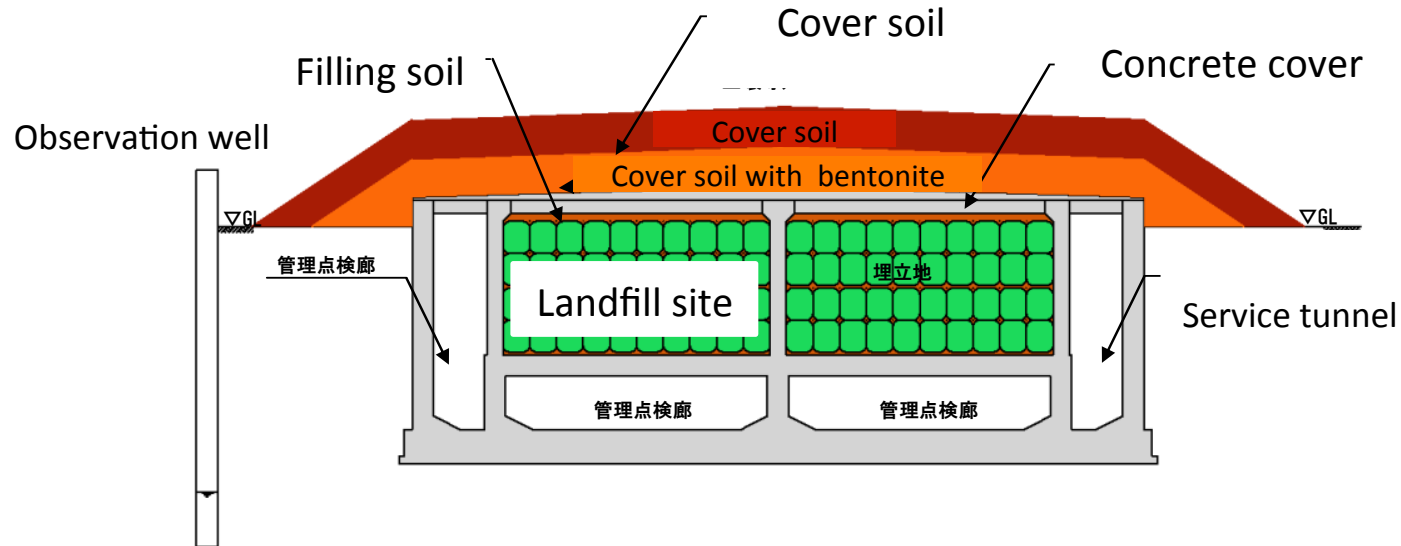 Cover soil
Filling soil
Concrete cover
Observation well
Cover soil
Cover soil with bentonite
▽GL
▽GL
管理点検廊
埋立地
Landfill site
Service tunnel
管理点検廊
管理点検廊